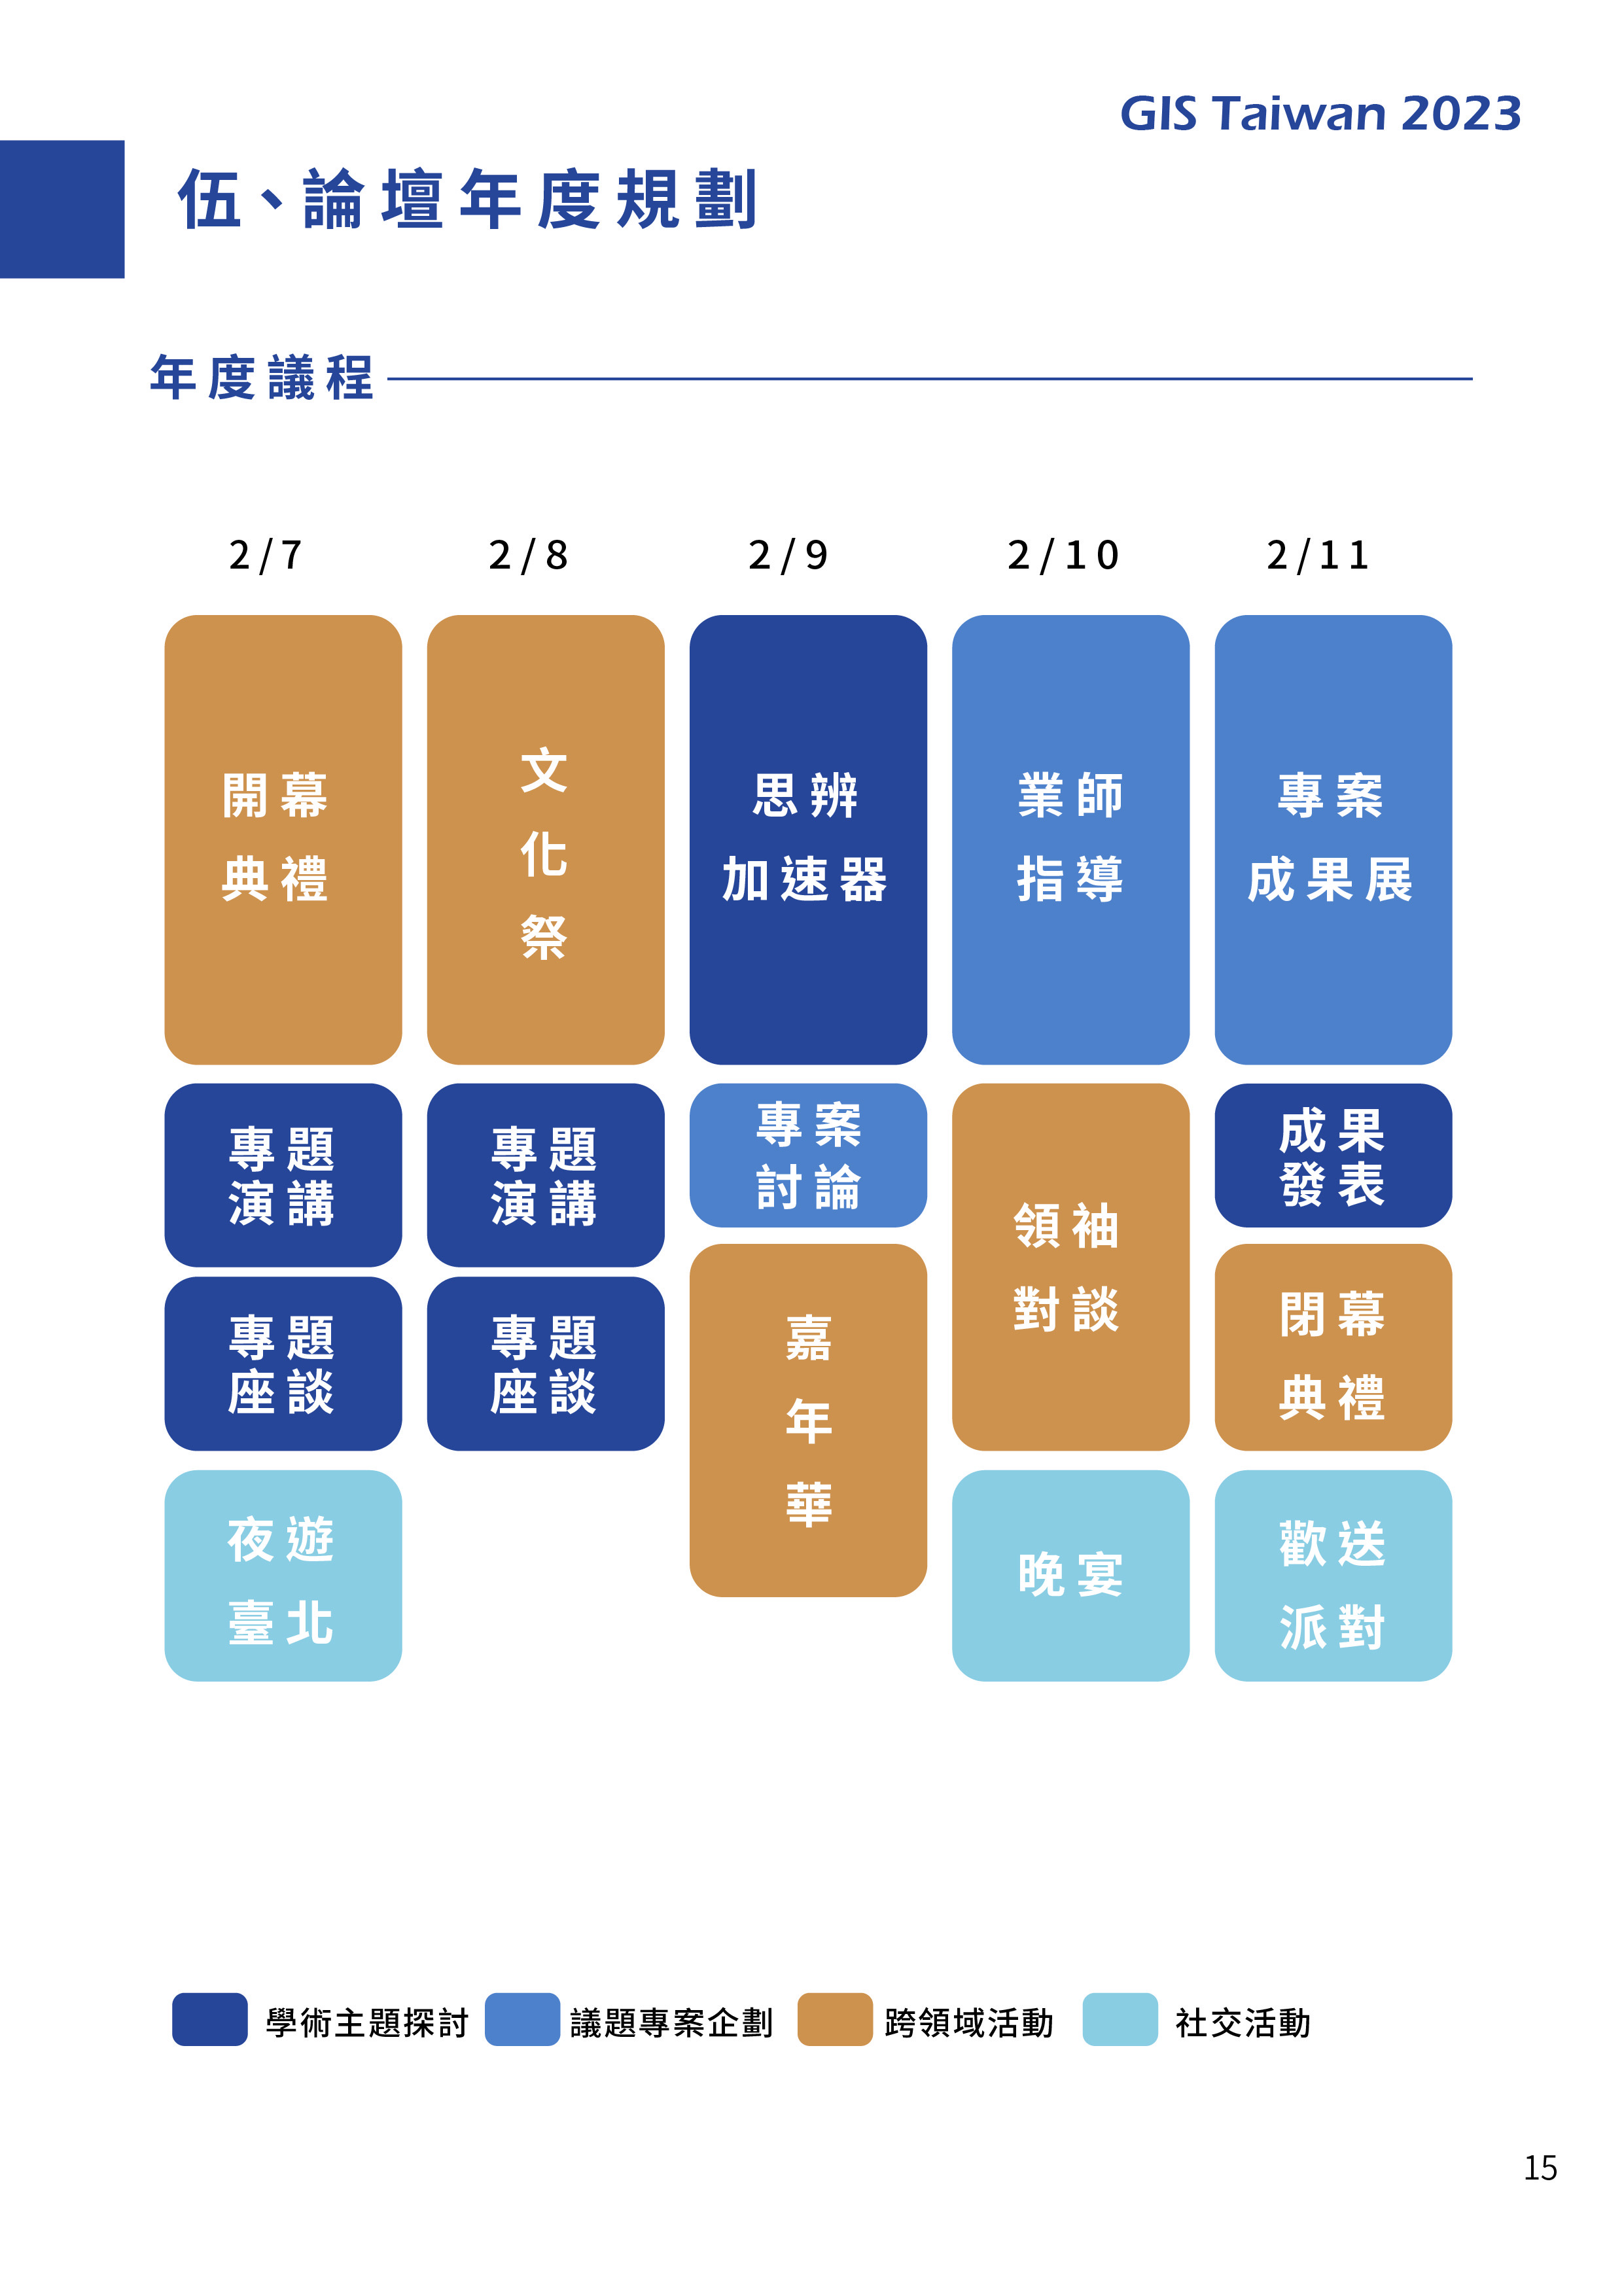 GIS Taiwan 2023
伍、論壇年度規劃
年度議程
2/7
2/8
2/9
2/10
2/11
開幕
典禮
文
化
祭
思辨
加速器
業師
指導
專案
成果展
專題
演講
專題
演講
專案
討論
領袖
對談
成果
發表
專題
座談
專題
座談
嘉
年
華
閉幕
典禮
夜遊
臺北
晚宴
歡送
派對
學術主題探討
議題專案企劃
跨領域活動
社交活動
15